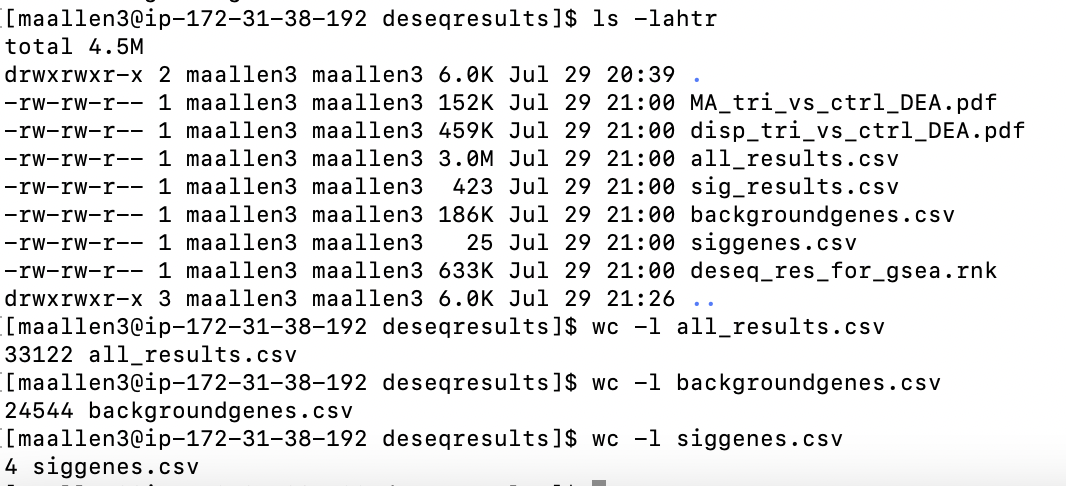 [maallen3@ip-172-31-38-192 deseqresults]$ ls -lahtr
total 4.5M
drwxrwxr-x 2 maallen3 maallen3 6.0K Jul 29 20:39 .
-rw-rw-r-- 1 maallen3 maallen3 152K Jul 29 21:00 MA_tri_vs_ctrl_DEA.pdf
-rw-rw-r-- 1 maallen3 maallen3 459K Jul 29 21:00 disp_tri_vs_ctrl_DEA.pdf
-rw-rw-r-- 1 maallen3 maallen3 3.0M Jul 29 21:00 all_results.csv
-rw-rw-r-- 1 maallen3 maallen3  423 Jul 29 21:00 sig_results.csv
-rw-rw-r-- 1 maallen3 maallen3 186K Jul 29 21:00 backgroundgenes.csv
-rw-rw-r-- 1 maallen3 maallen3   25 Jul 29 21:00 siggenes.csv
-rw-rw-r-- 1 maallen3 maallen3 633K Jul 29 21:00 deseq_res_for_gsea.rnk
drwxrwxr-x 3 maallen3 maallen3 6.0K Jul 29 21:26 ..
[maallen3@ip-172-31-38-192 deseqresults]$ wc -l all_results.csv
33122 all_results.csv
[maallen3@ip-172-31-38-192 deseqresults]$ wc -l backgroundgenes.csv
24544 backgroundgenes.csv
[maallen3@ip-172-31-38-192 deseqresults]$ wc -l siggenes.csv
4 siggenes.csv